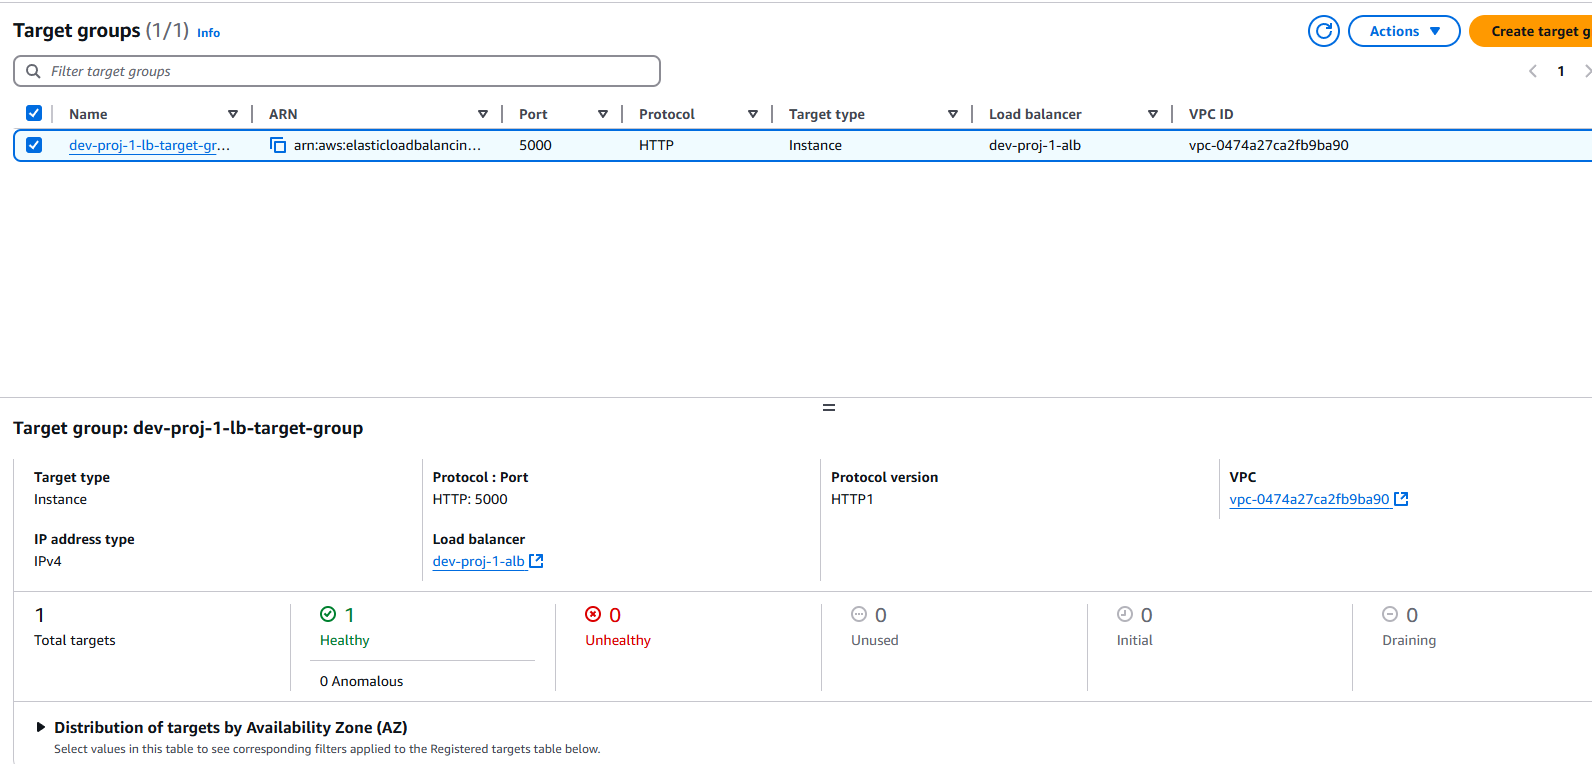 Target groups (1/1) Info
Actions
Create target g
Filter target groups
1
Name ARN Port Protocol Target type Load balancer VPC ID
dev-proj-1-lb-target-gr... arn:aws:elasticloadbalancin... 5000 HTTP Instance dev-proj-1-alb vpc-0474a27ca2fb9ba90
Target group: dev-proj-1-lb-target-group
Target type
Instance
Protocol : Port
HTTP: 5000
Protocol version
HTTP1
VPC
vpc-0474a27ca2fb9ba90
IP address type
IPv4
Load balancer
dev-proj-1-alb
1
Total targets
1
Healthy
0 Anomalous
0
Unhealthy
0
Unused
0
Initial
0
Draining
Distribution of targets by Availability Zone (AZ)
Select values in this table to see corresponding filters applied to the Registered targets table below.